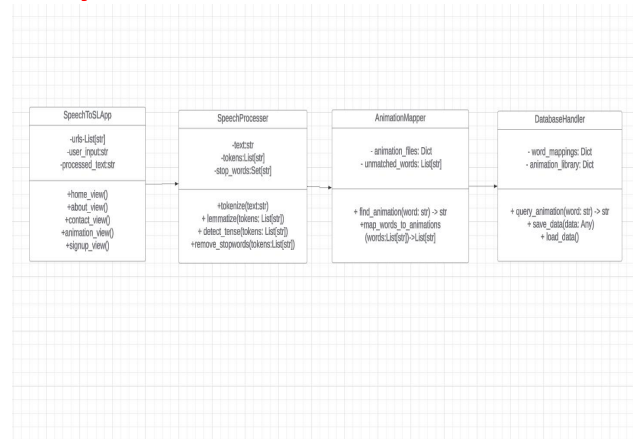 SpeechToSLApp
-urls-List[str]
-user_input:str
-processed_text:str
+home_view()
+about_view()
+contact_view()
+animation_view()
+signup_view()
SpeechProcesser
-text:str
-tokens:List[str]
-stop_words:Set[str]
+tokenize(text:str)
+ lemmatize(tokens: List[str])
+ detect_tense(tokens: List[str])
+remove_stopwords(tokens:List[str])
AnimationMapper
- animation_files: Dict
- unmatched_words: List[str]
+ find_animation(word: str) -> str
+map_words_to_animations
(words:List[str])->List[str]
DatabaseHandler
- word_mappings: Dict
- animation_library: Dict
+ query_animation(word: str) -> str
+ save_data(data: Any)
+ load_data()